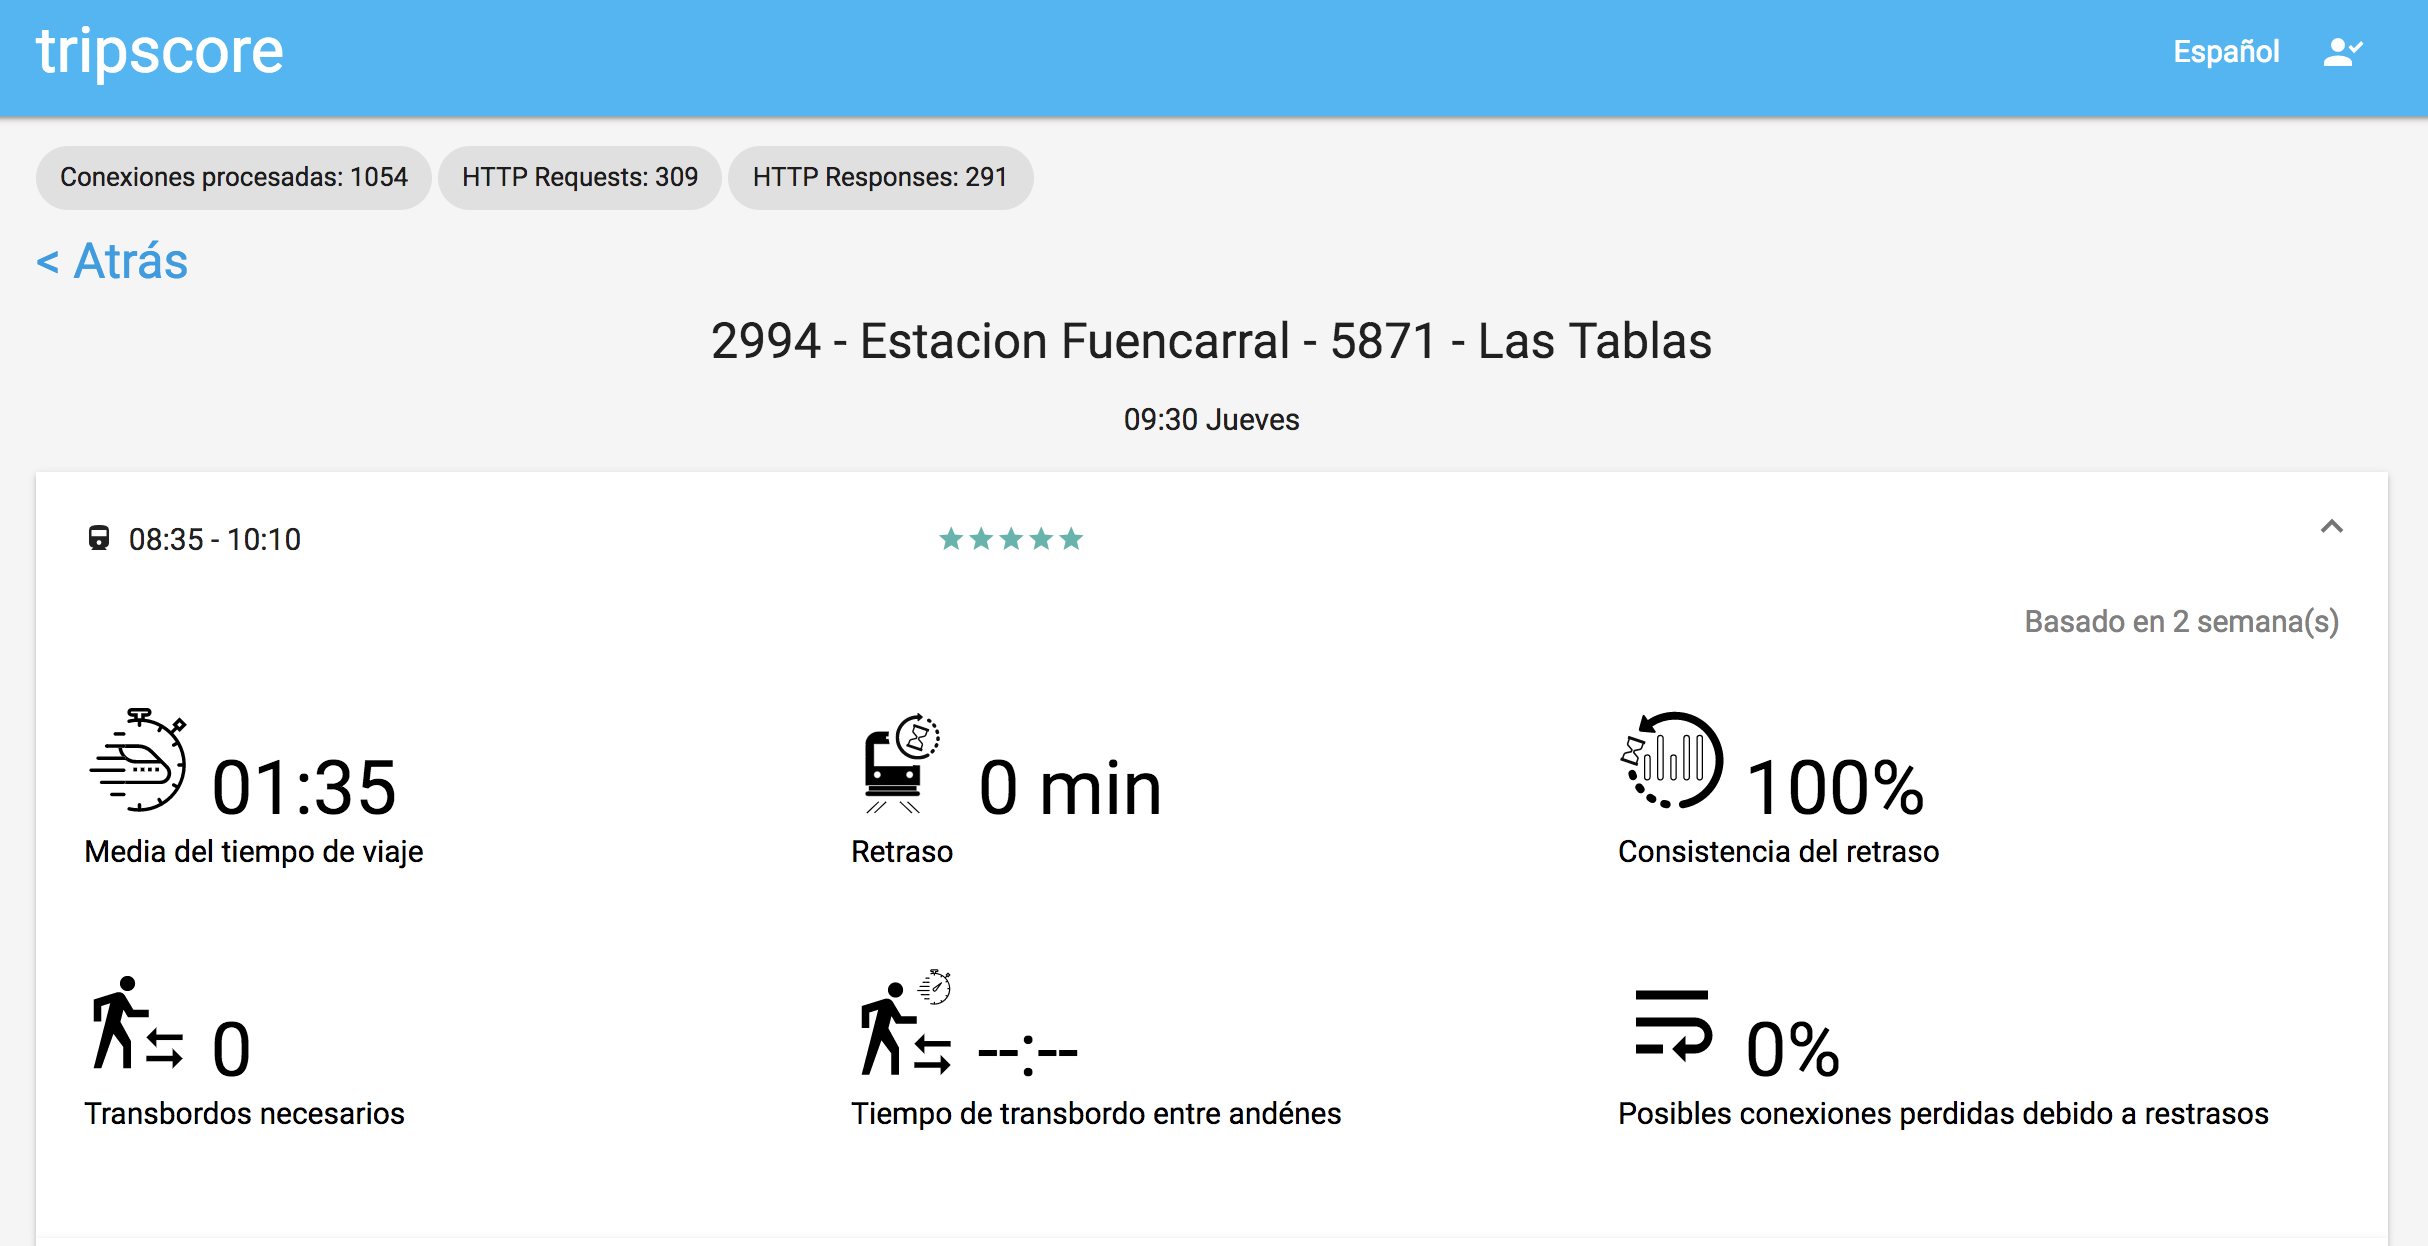 tripscore
Español
Conexiones procesadas: 1054
HTTP Requests: 309
HTTP Responses: 291
< Atrás
2994 - Estacion Fuencarral - 5871 - Las Tablas
09:30 Jueves
08:35 - 10:10
Basado en 2 semana(s)
01:35
Media del tiempo de viaje
0 min
Retraso
100%
Consistencia del retraso
0
Transbordos necesarios
--:--
Tiempo de transbordo entre andénes
0%
Posibles conexiones perdidas debido a restrasos